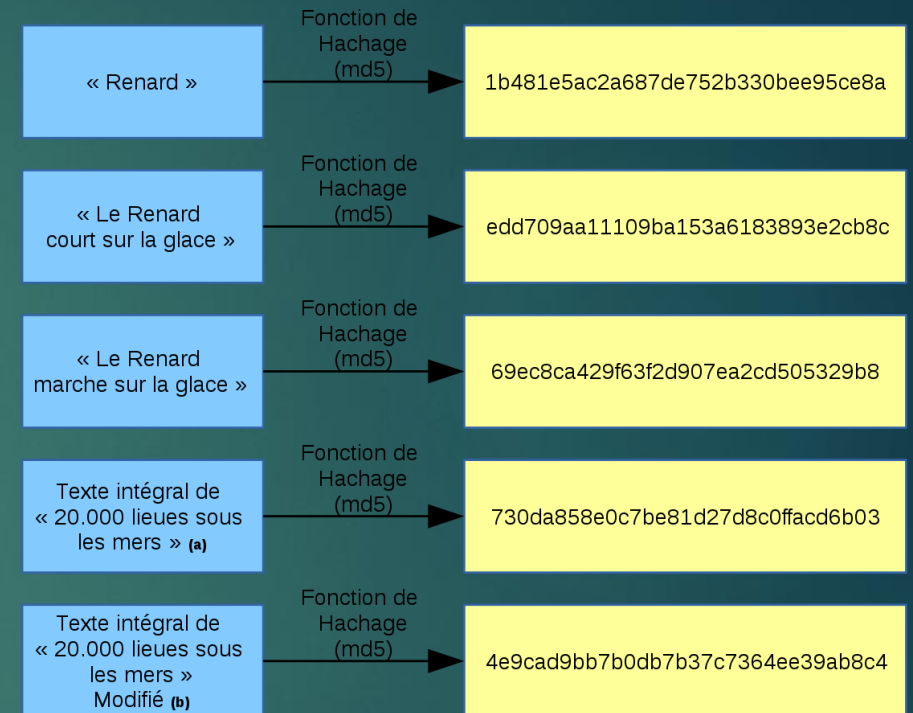 Fonction de
Hachage
(md5)
« Renard »
1b481e5ac2a687de752b330bee95ce8a
Fonction de
Hachage
(md5)
« Le Renard
court sur la glace »
edd709aa11109ba153a6183893e2cb8c
Fonction de
Hachage
(md5)
« Le Renard
marche sur la glace »
69ec8ca429f63f2d907ea2cd505329b8
Fonction de
Hachage
(md5)
Texte intégral de
« 20.000 lieues sous
les mers » (a)
730da858e0c7be81d27d8c0ffacd6b03
Fonction de
Hachage
(md5)
Texte intégral de
« 20.000 lieues sous
les mers »
Modifié (b)
4e9cad9bb7b0db7b37c7364ee39ab8c4